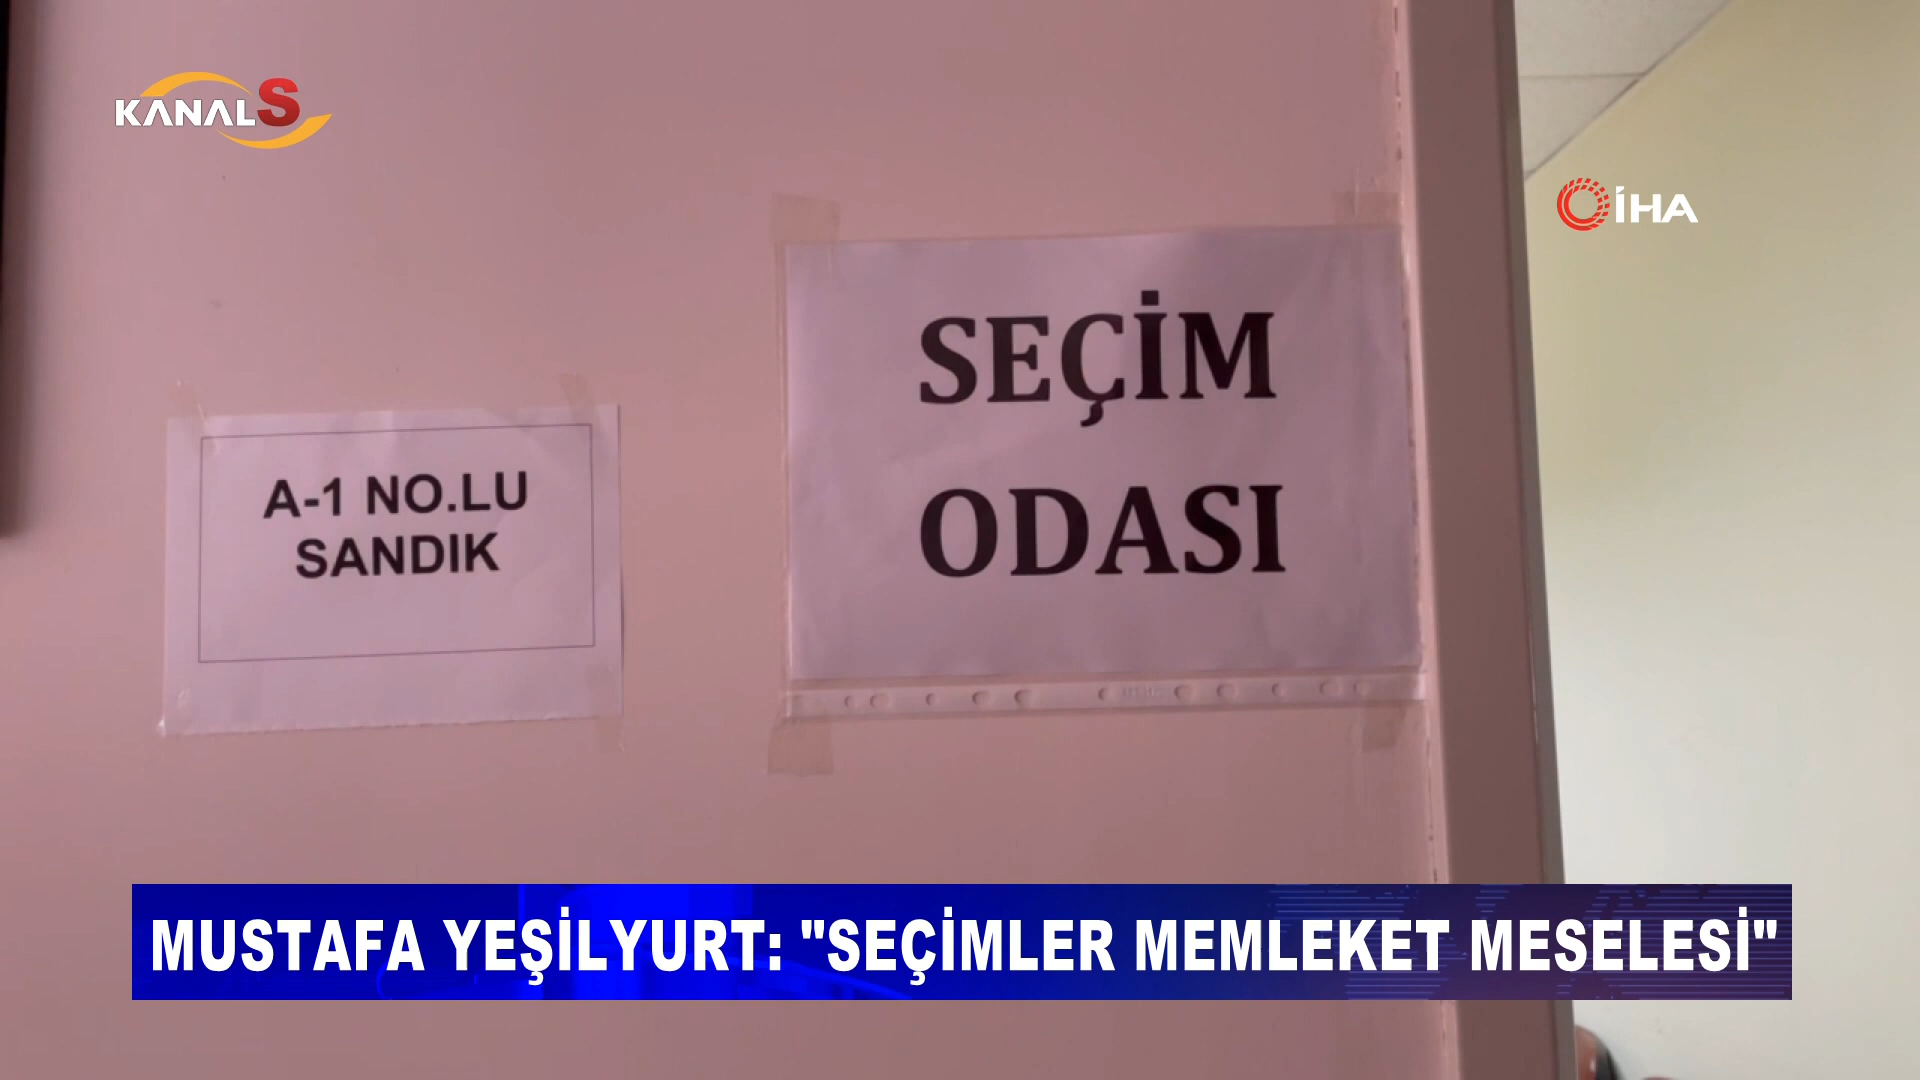 KANALS
İHA
SEÇİM
ODASI
A-1 NO.LU
SANDIK
MUSTAFA YEŞİLYURT: "SEÇİMLER MEMLEKET MESELESİ"